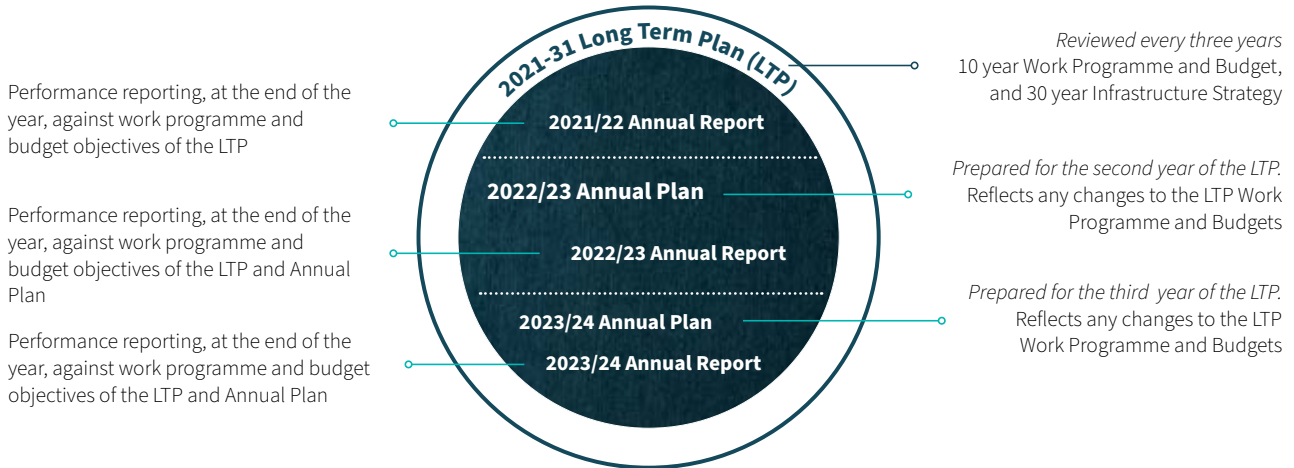 2021-31 Long Term Plan (LTP)
Reviewed every three years
10 year Work Programme and Budget,
and 30 year Infrastructure Strategy
Performance reporting, at the end of the
year, against work programme and
budget objectives of the LTP
2021/22 Annual Report
2022/23 Annual Plan
Prepared for the second year of the LTP.
Reflects any changes to the LTP Work
Programme and Budgets
Performance reporting, at the end of the
year, against work programme and
budget objectives of the LTP and Annual
Plan
2022/23 Annual Report
2023/24 Annual Plan
Prepared for the third year of the LTP.
Reflects any changes to the LTP
Work Programme and Budgets
Performance reporting, at the end of the
year, against work programme and budget
objectives of the LTP and Annual Plan
2023/24 Annual Report